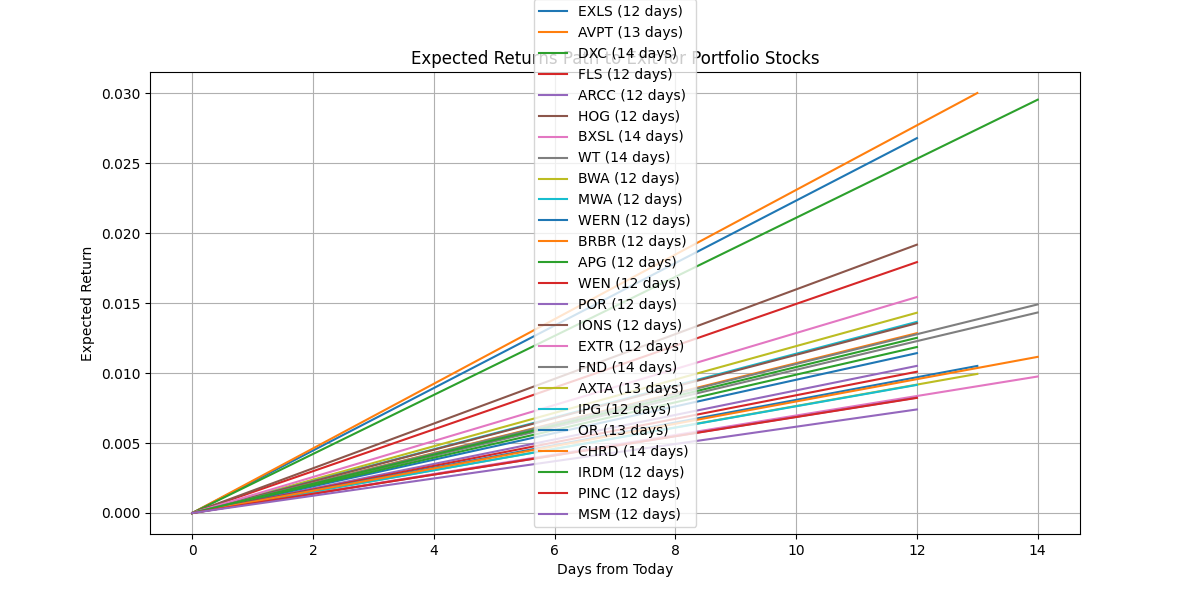 EXLS (12 days)
AVPT (13 days)
Expected Returns Path to Exit for Portfolio Stocks
DXC (14 days)
FLS (12 days)
ARCC (12 days)
HOG (12 days)
BXSL (14 days)
WT (14 days)
BWA (12 days)
MWA (12 days)
WERN (12 days)
BRBR (12 days)
APG (12 days)
WEN (12 days)
POR (12 days)
IONS (12 days)
EXTR (12 days)
FND (14 days)
AXTA (13 days)
IPG (12 days)
OR (13 days)
CHRD (14 days)
IRDM (12 days)
PINC (12 days)
MSM (12 days)
0.030
0.025
0.020
0.015
0.010
0.005
0.000
Expected Return
0 2 4 6 8 10 12 14
Days from Today